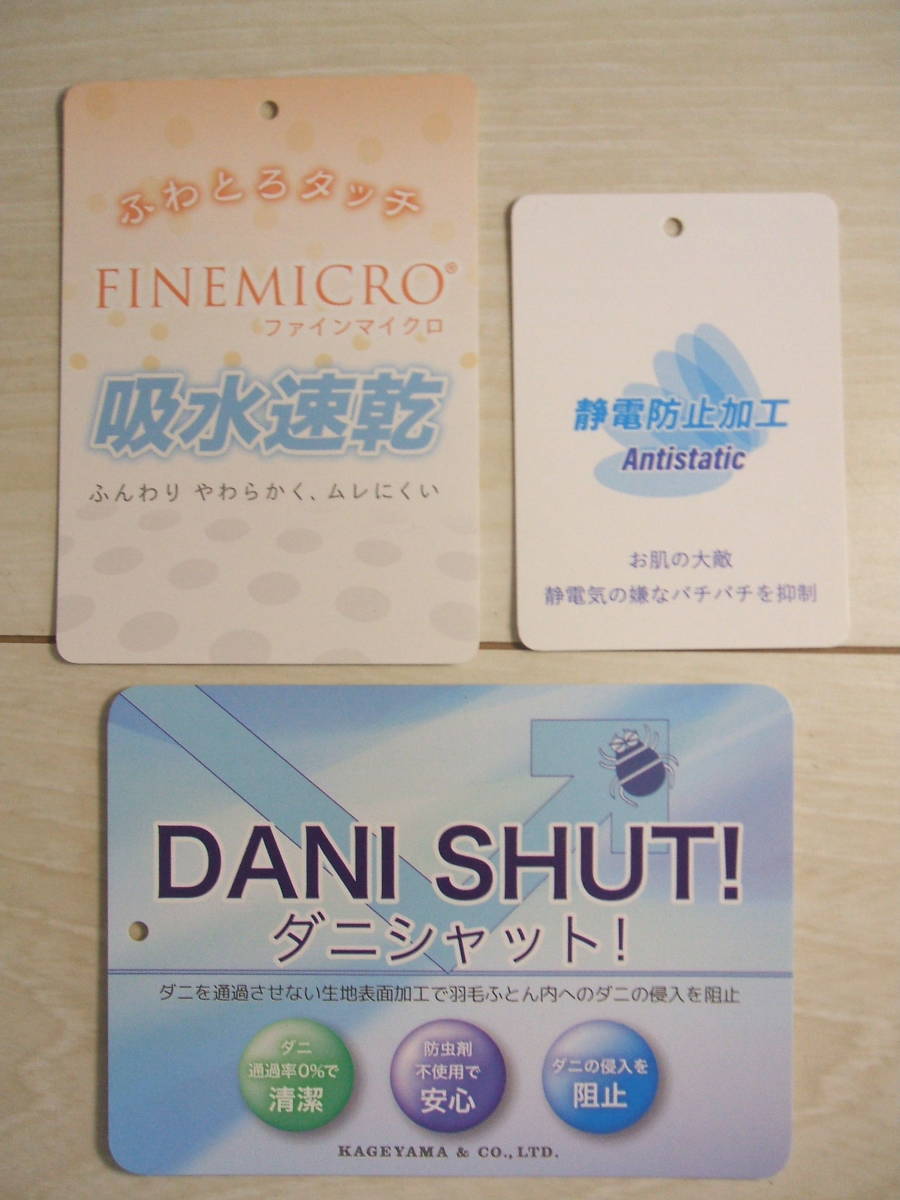 ふわとろタッチ
FINEMICRO®
ファインマイクロ
吸水速乾
ふんわり やわらかく、ムレにくい
静電防止加工
Antistatic
お肌の大敵
静電気の嫌なバチバチを抑制
DANI SHUT!
ダニシャット!
ダニを通過させない生地表面加工で羽毛ふとん内へのダニの侵入を阻止
ダニ
通過率0%で
清潔
防虫剤
不使用で
安心
ダニの侵入を
阻止
KAGEYAMA & CO., LTD.